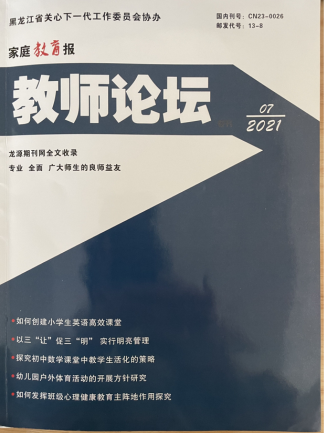 黑龙江省关心下一代工作委员会协办
国内刊号：CN23-0026
邮发代号：13-8
家庭教育报
教师论坛
07
2021
龙源期刊网全文收录
专业 全面 广大师生的良师益友
•如何创建小学生英语高效课堂
•以三“让”促三“明” 实行明亮管理
•探究初中数学课堂中教学生活化的策略
•幼儿园户外体育活动的开展方针研究
•如何发挥班级心理健康教育主阵地作用探究